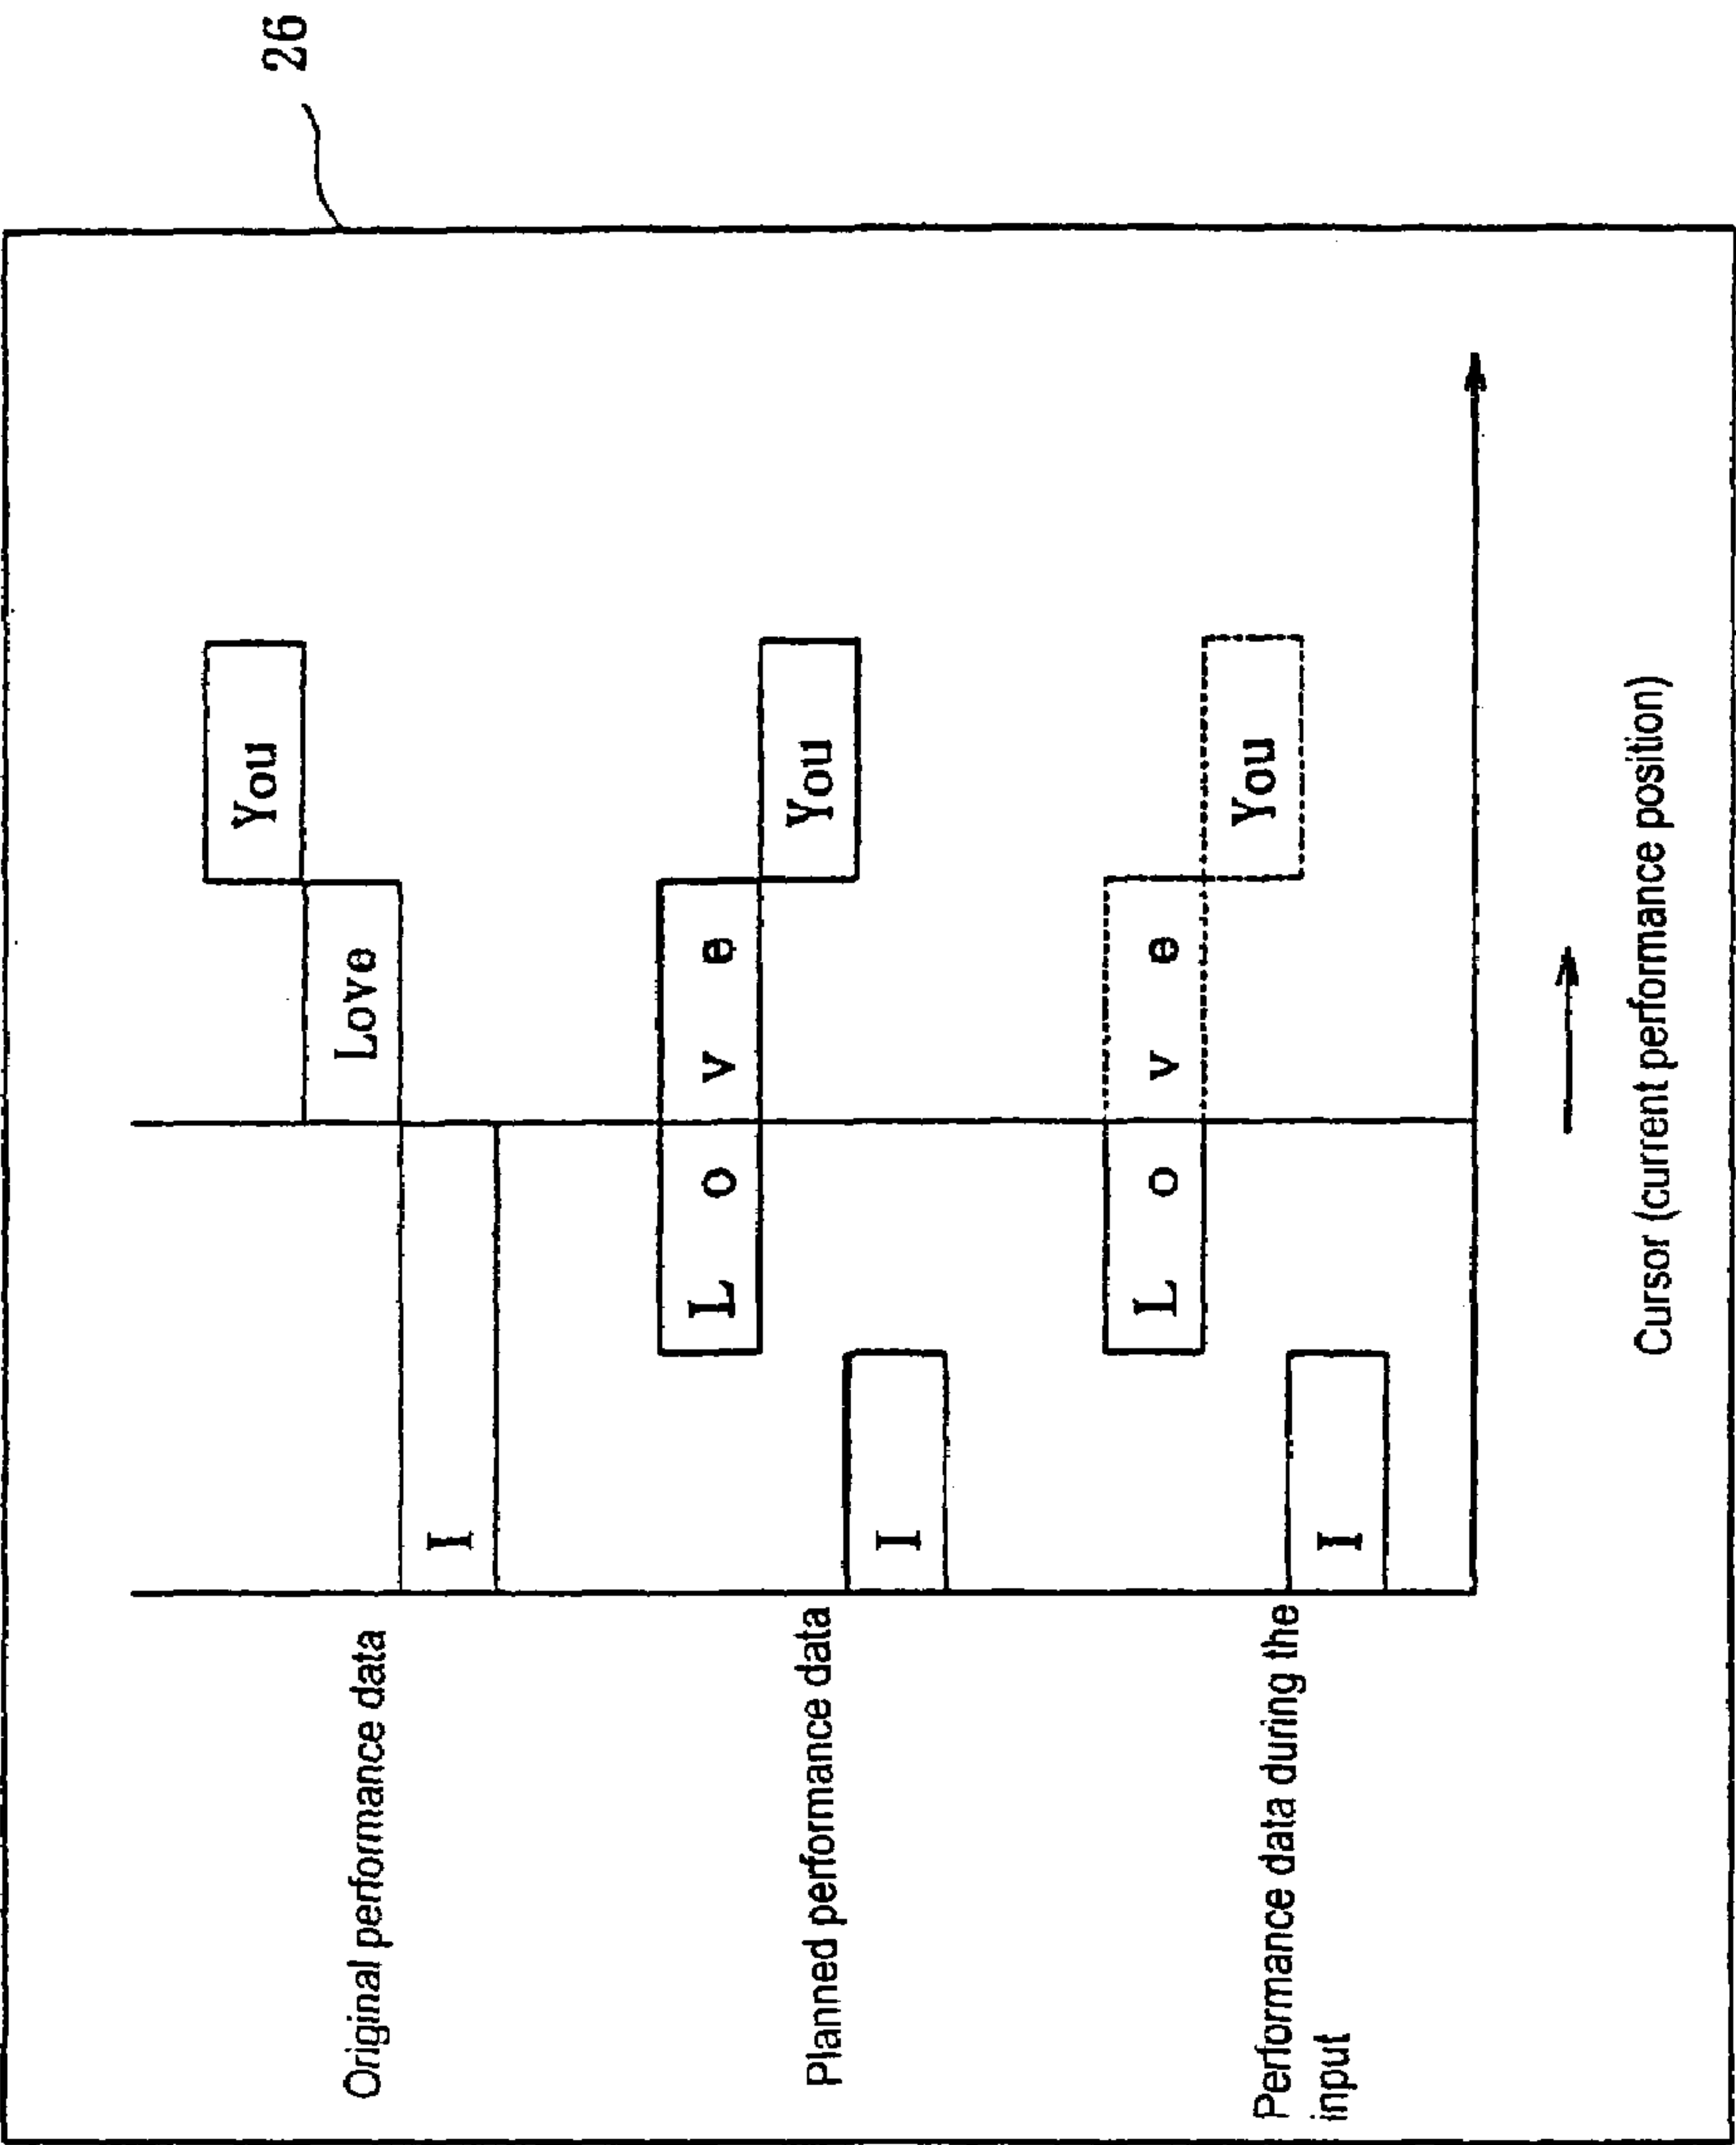 26
Original performance data
I
Love
You
Planned performance data
I
L o v e
You
Performance data during the
input
I
L o v e
You
Cursor (current performance position)